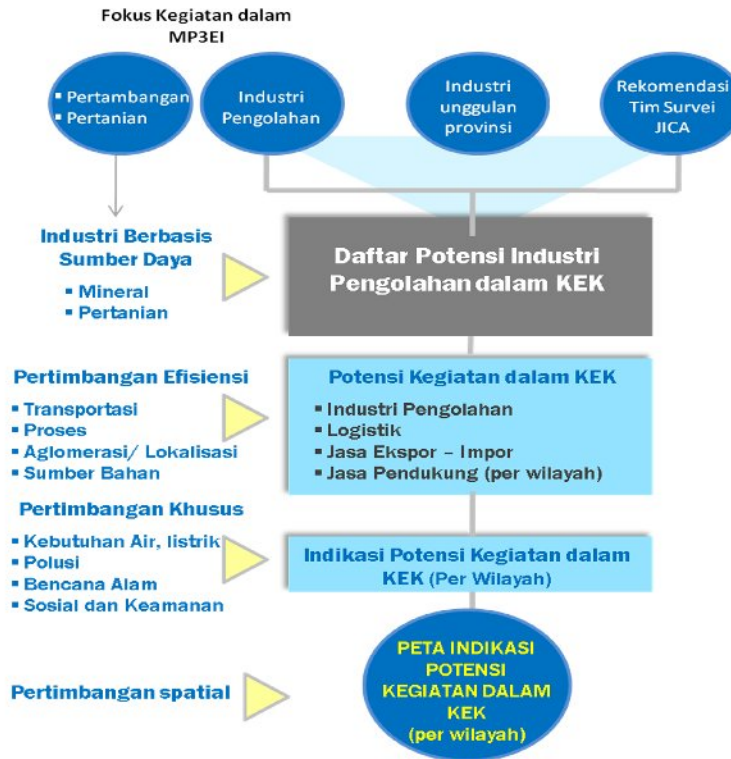 Fokus Kegiatan dalam
MP3EI
▪ Pertambangan
▪ Pertanian
Industri
Pengolahan
Industri
unggulan
provinsi
Rekomendasi
Tim Survei
JICA
Industri Berbasis
Sumber Daya
▪ Mineral
▪ Pertanian
Daftar Potensi Industri
Pengolahan dalam KEK
Pertimbangan Efisiensi
▪ Transportasi
▪ Proses
▪ Aglomerasi/ Lokalisasi
▪ Sumber Bahan
Potensi Kegiatan dalam KEK
▪ Industri Pengolahan
▪ Logistik
▪ Jasa Ekspor – Impor
▪ Jasa Pendukung (per wilayah)
Pertimbangan Khusus
▪ Kebutuhan Air, listrik
▪ Polusi
▪ Bencana Alam
▪ Sosial dan Keamanan
Indikasi Potensi Kegiatan dalam
KEK (Per Wilayah)
Pertimbangan spatial
PETA INDIKASI
POTENSI
KEGIATAN DALAM
KEK
(per wilayah)